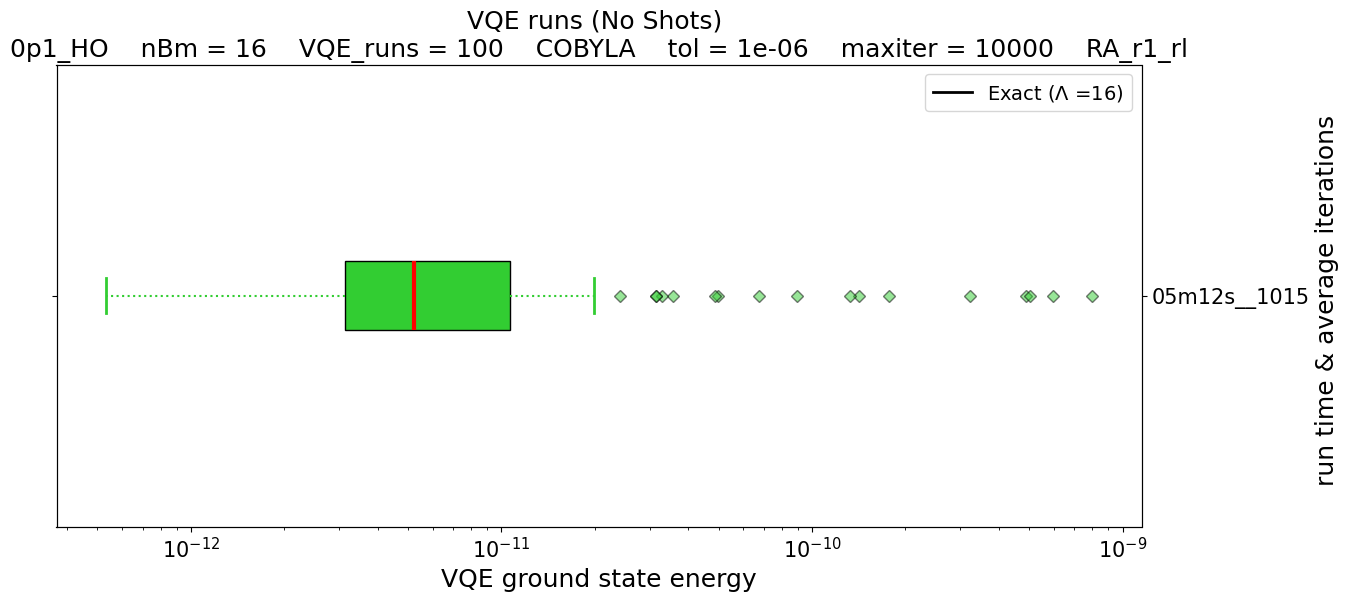 VQE runs (No Shots)
0p1_HO    nBm = 16    VQE_runs = 100    COBYLA    tol = 1e-06    maxiter = 10000    RA_r1_rl
Exact (Λ =16)
05m12s__1015
run time & average iterations
10⁻¹² 10⁻¹¹ 10⁻¹⁰ 10⁻⁹
VQE ground state energy